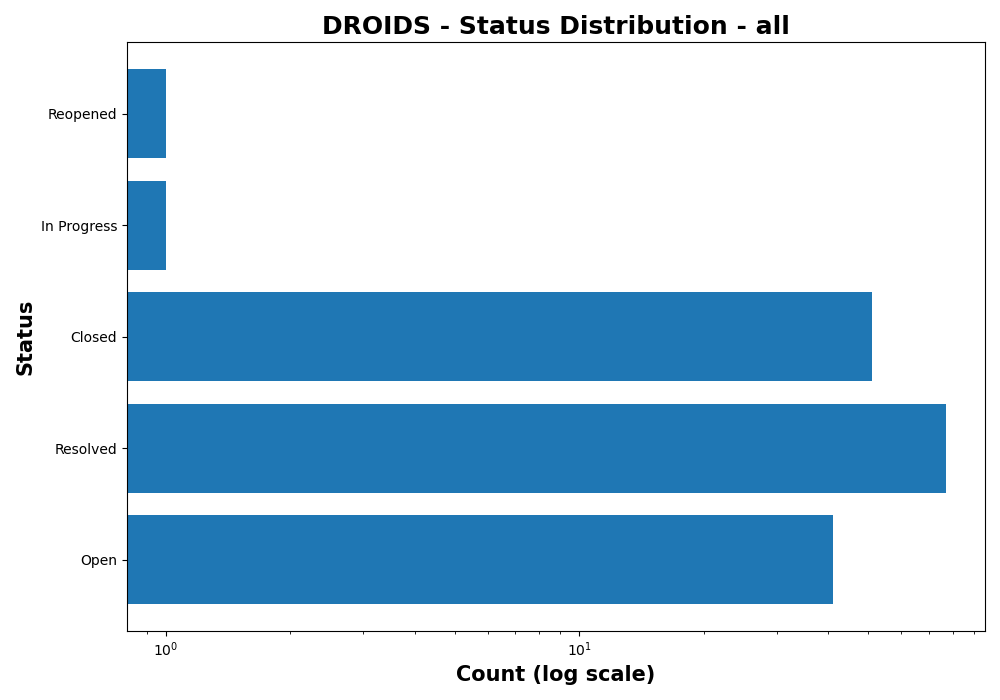 DROIDS - Status Distribution - all
Reopened
In Progress
Closed
Resolved
Open
Status
10⁰
10¹
Count (log scale)